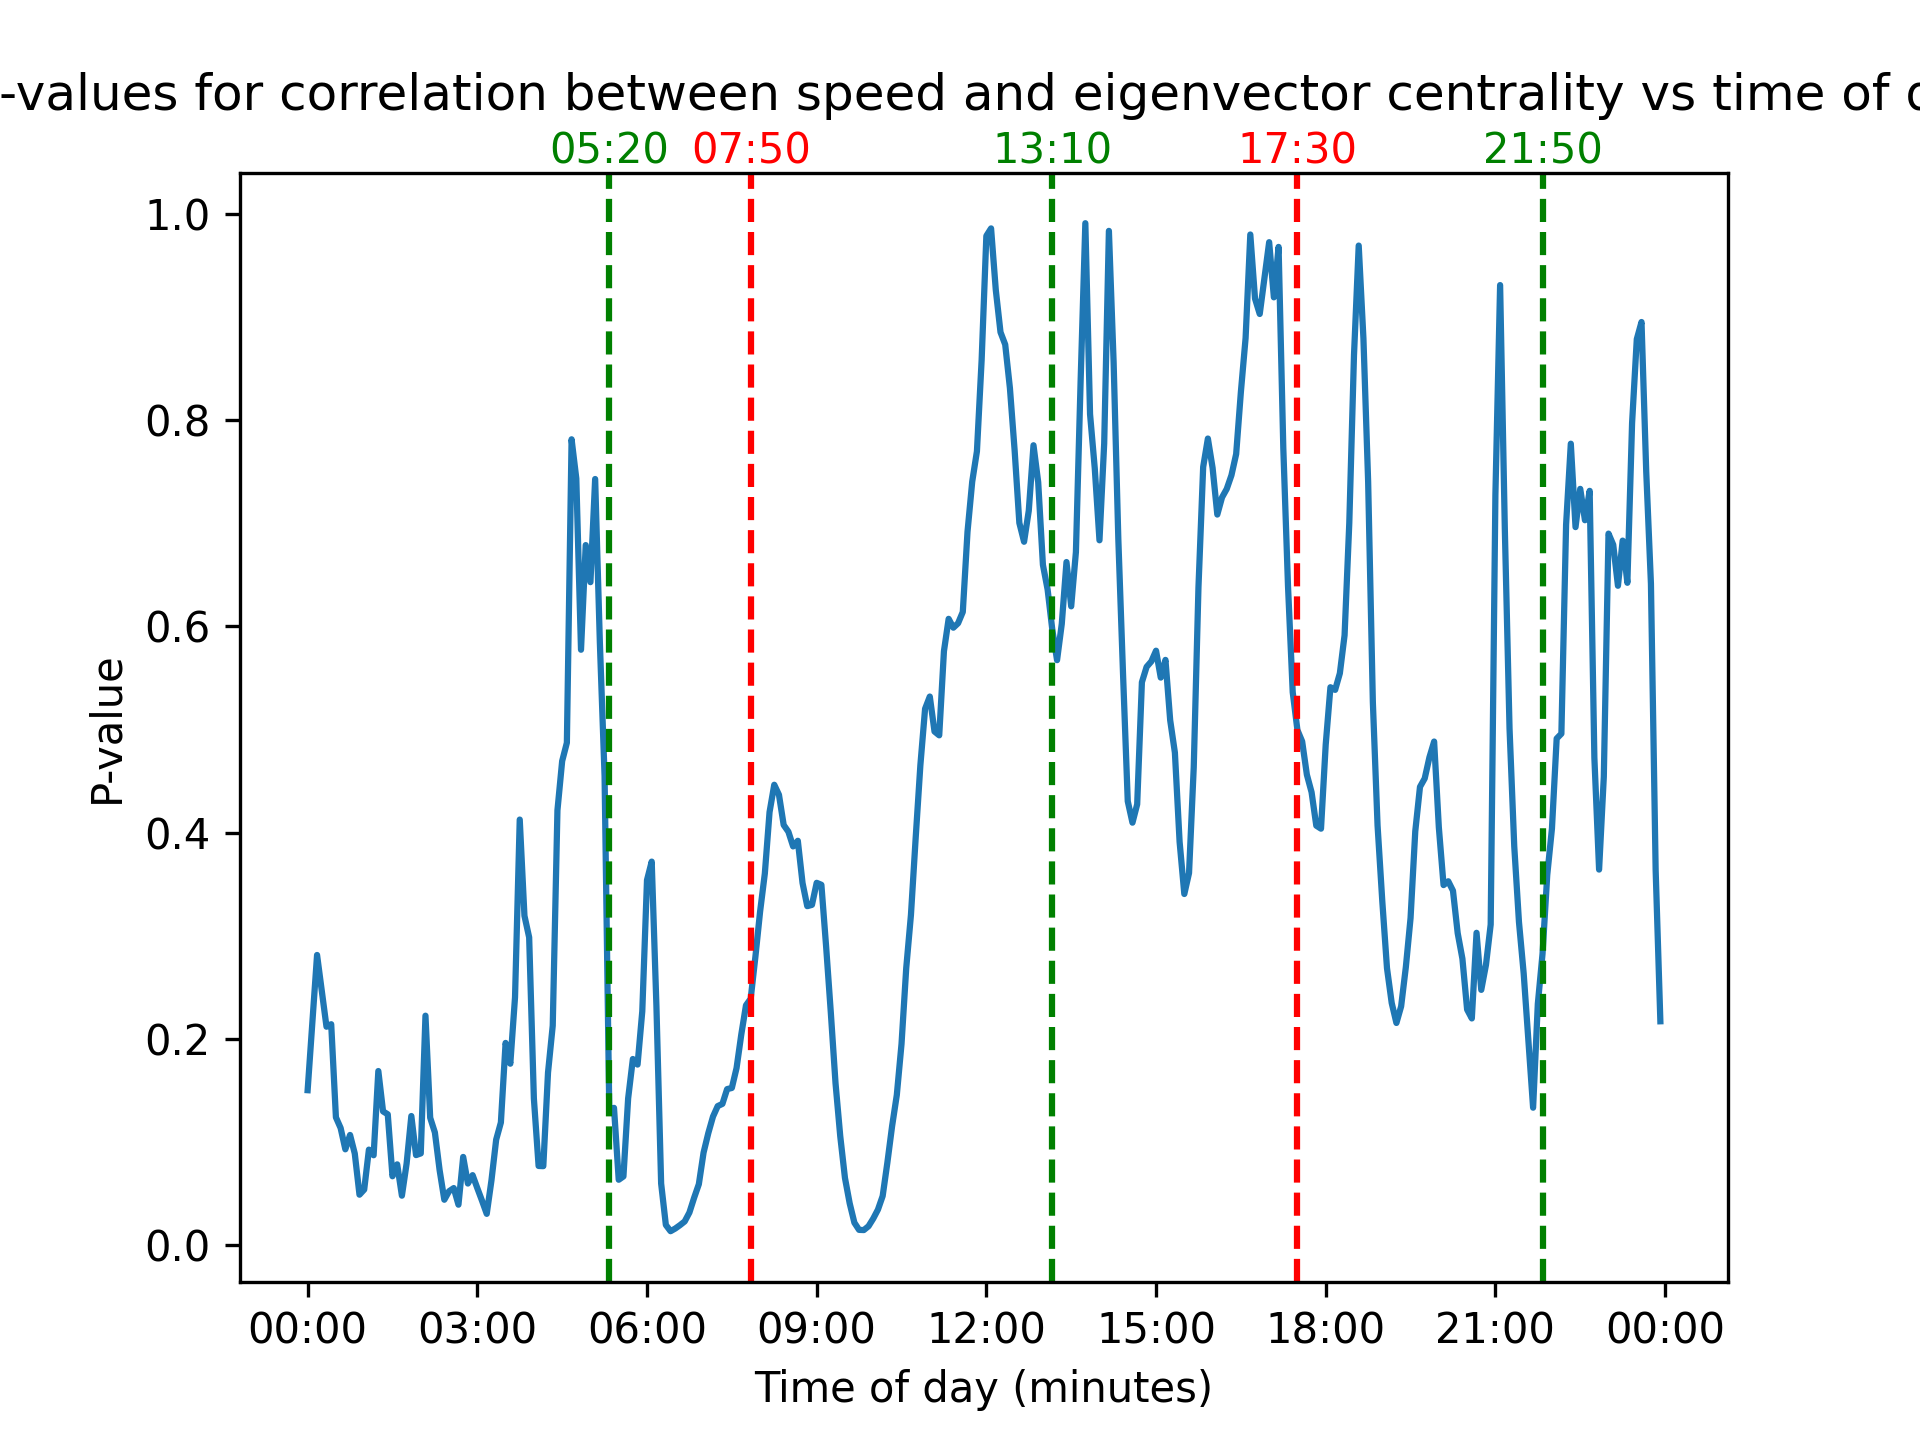 -values for correlation between speed and eigenvector centrality vs time of
05:20 07:50 13:10 17:30 21:50
1.0
0.8
0.6
0.4
0.2
0.0
P-value
00:00 03:00 06:00 09:00 12:00 15:00 18:00 21:00 00:00
Time of day (minutes)